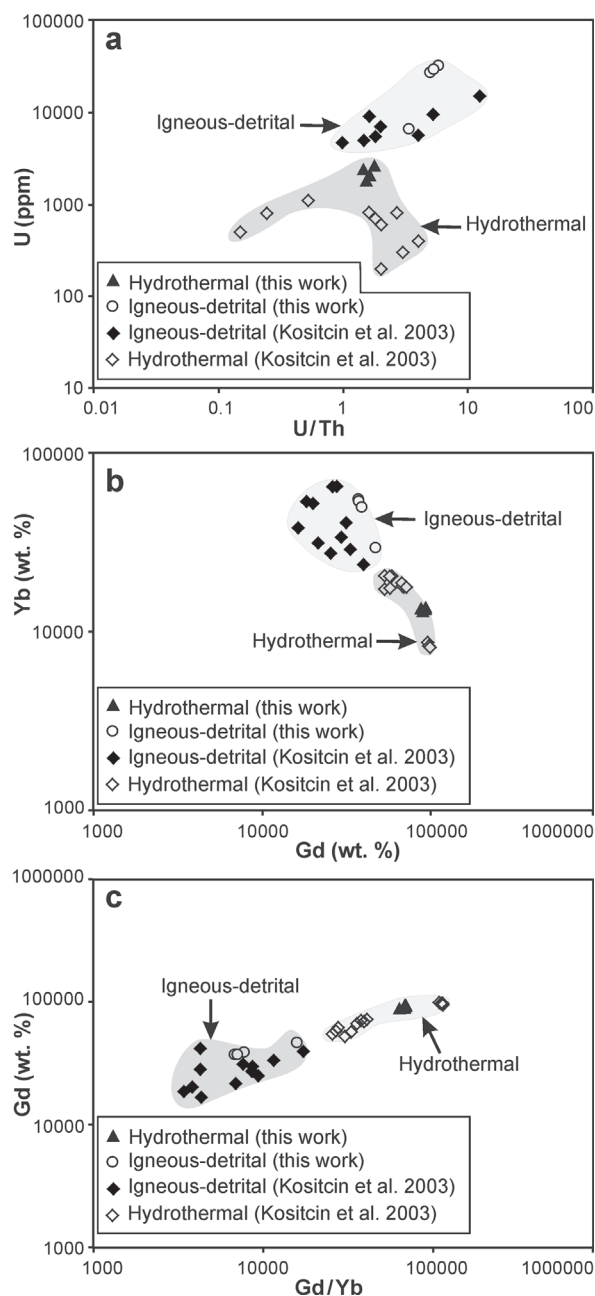 100000
a
10000
Igneous-detrital
U (ppm)
1000
Hydrothermal
100
Hydrothermal (this work)
Igneous-detrital (this work)
Igneous-detrital (Kositcin et al. 2003)
Hydrothermal (Kositcin et al. 2003)
10
0.01 0.1 1 10 100
U/Th
100000
b
Igneous-detrital
Yb (wt. %)
10000
Hydrothermal
Hydrothermal (this work)
Igneous-detrital (this work)
Igneous-detrital (Kositcin et al. 2003)
Hydrothermal (Kositcin et al. 2003)
1000
1000 10000 100000 1000000
Gd (wt. %)
1000000
c
Igneous-detrital
100000
Gd (wt. %)
Hydrothermal
10000
Hydrothermal (this work)
Igneous-detrital (this work)
Igneous-detrital (Kositcin et al. 2003)
Hydrothermal (Kositcin et al. 2003)
1000
1000 10000 100000 1000000
Gd/Yb